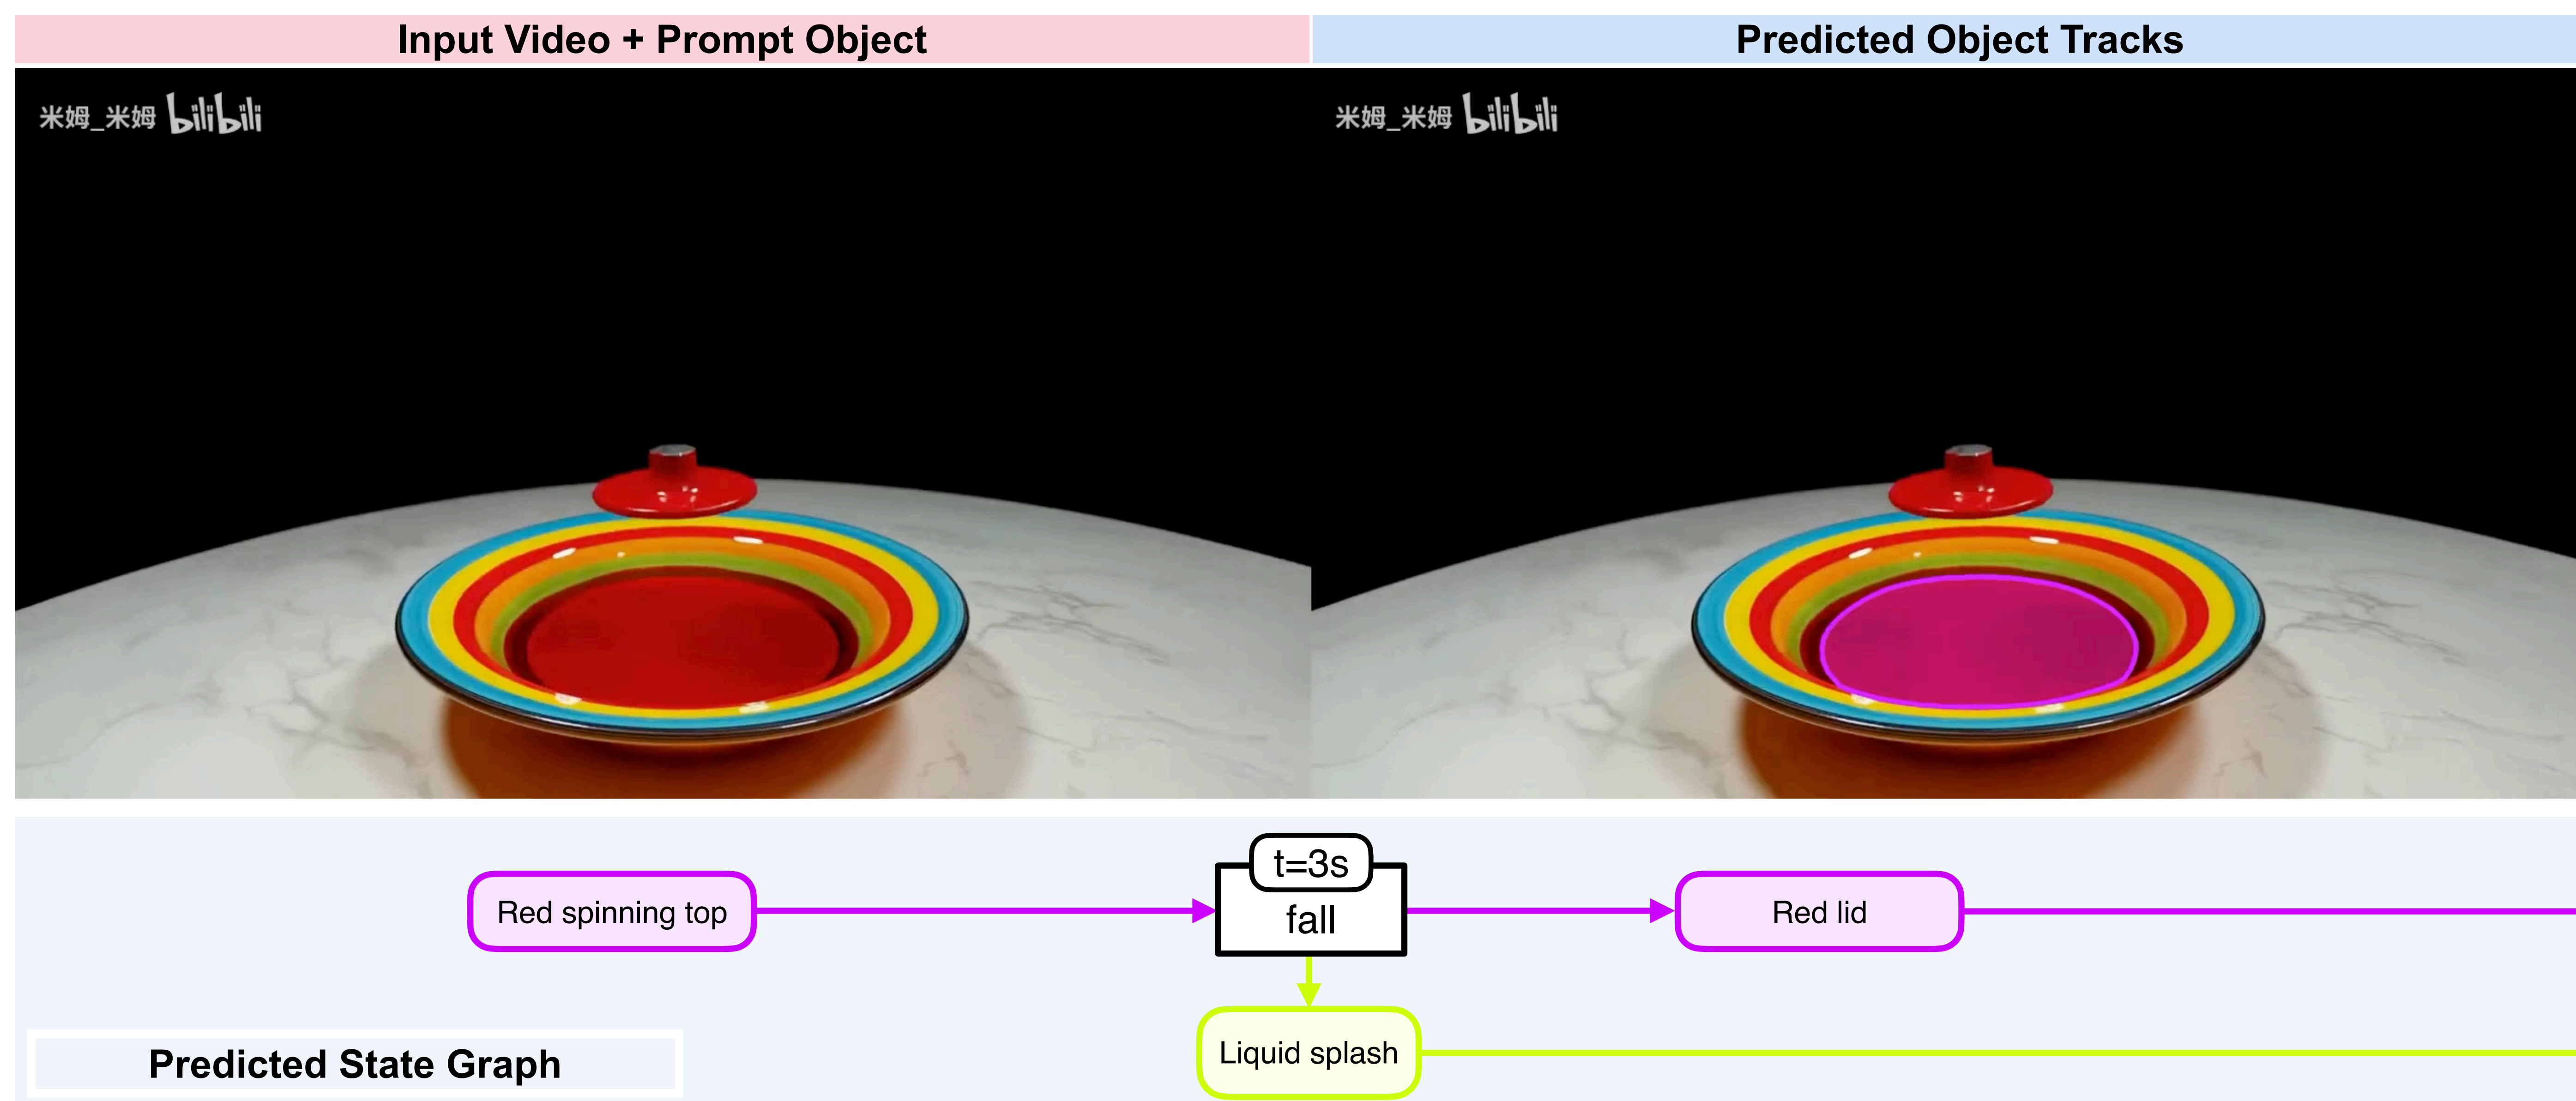 Input Video + Prompt Object
Predicted Object Tracks
米姆_米姆 bilibili
米姆_米姆 bilibili
t=3s
fall
Red spinning top
Red lid
Liquid splash
Predicted State Graph